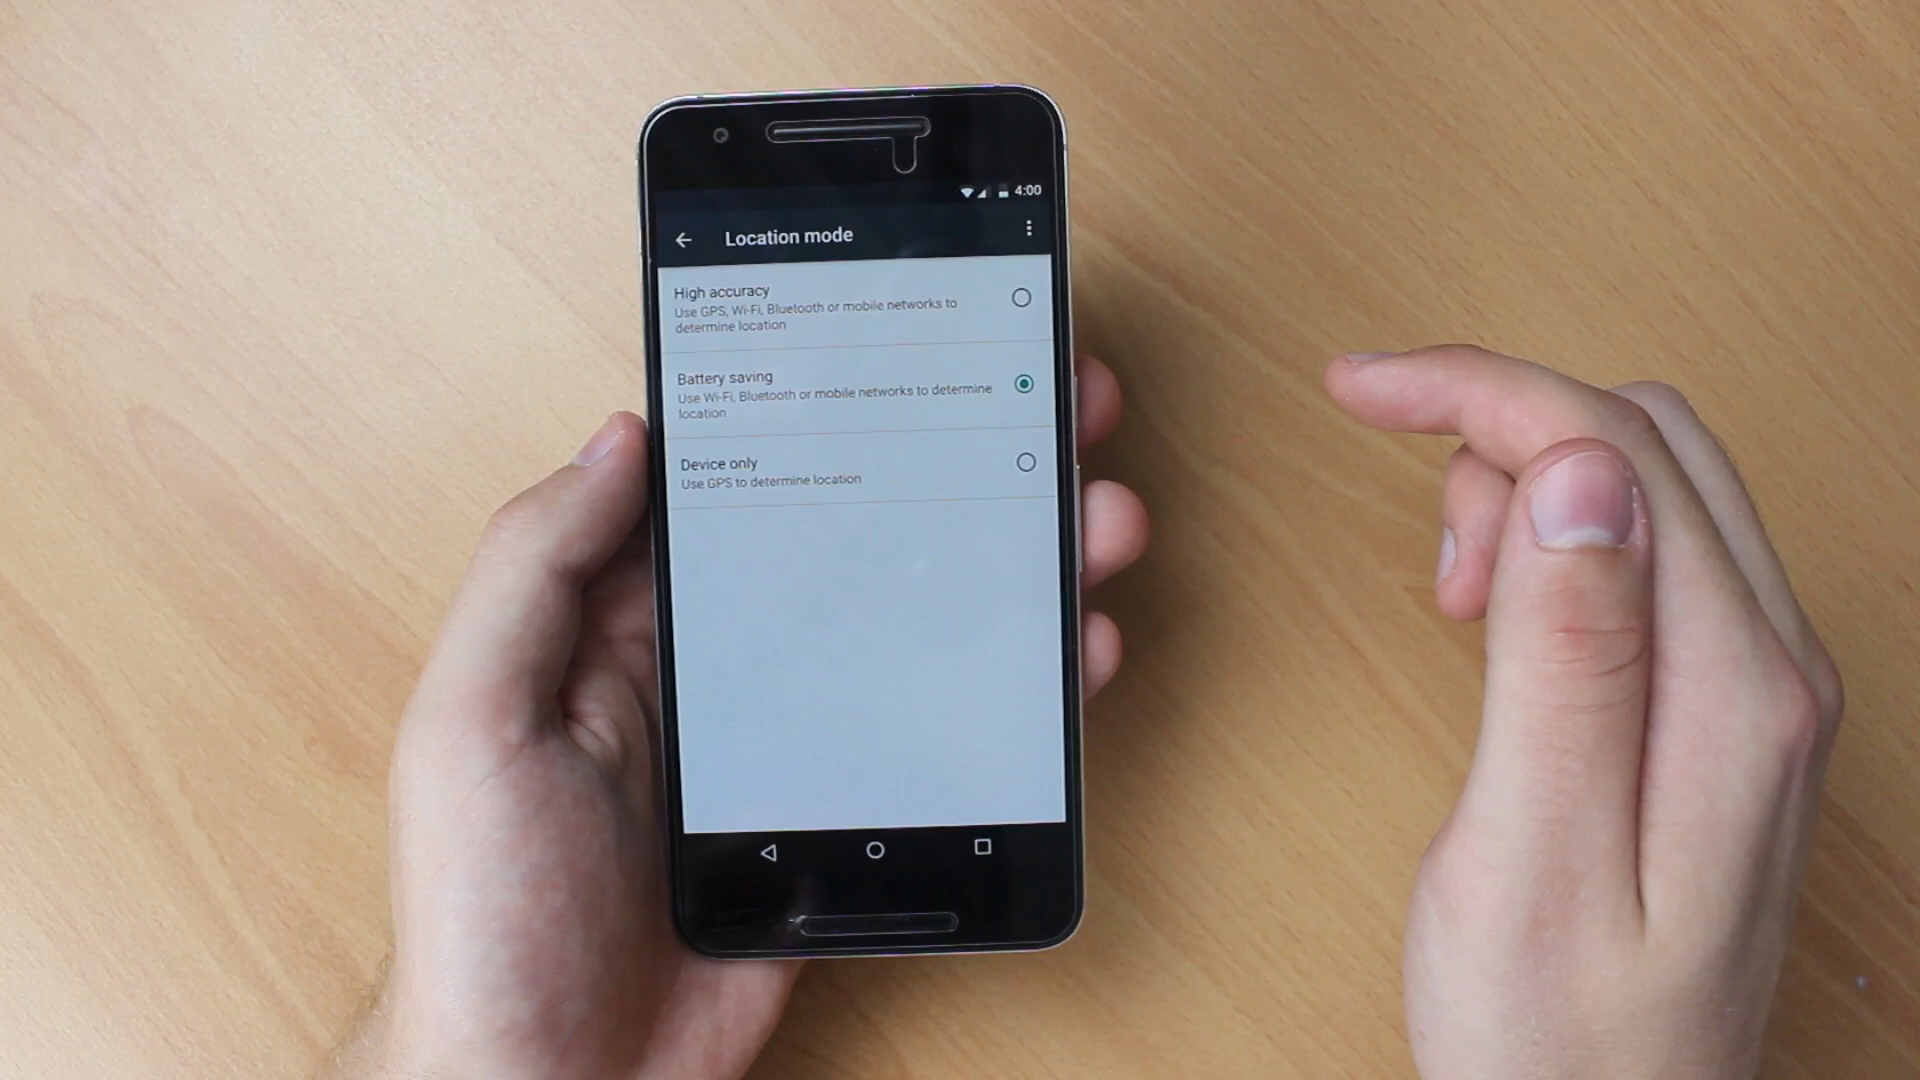 4:00
Location mode
High accuracy
Use GPS, Wi-Fi, Bluetooth or mobile networks to
determine location
Battery saving
Use Wi-Fi, Bluetooth or mobile networks to determine
location
Device only
Use GPS to determine location